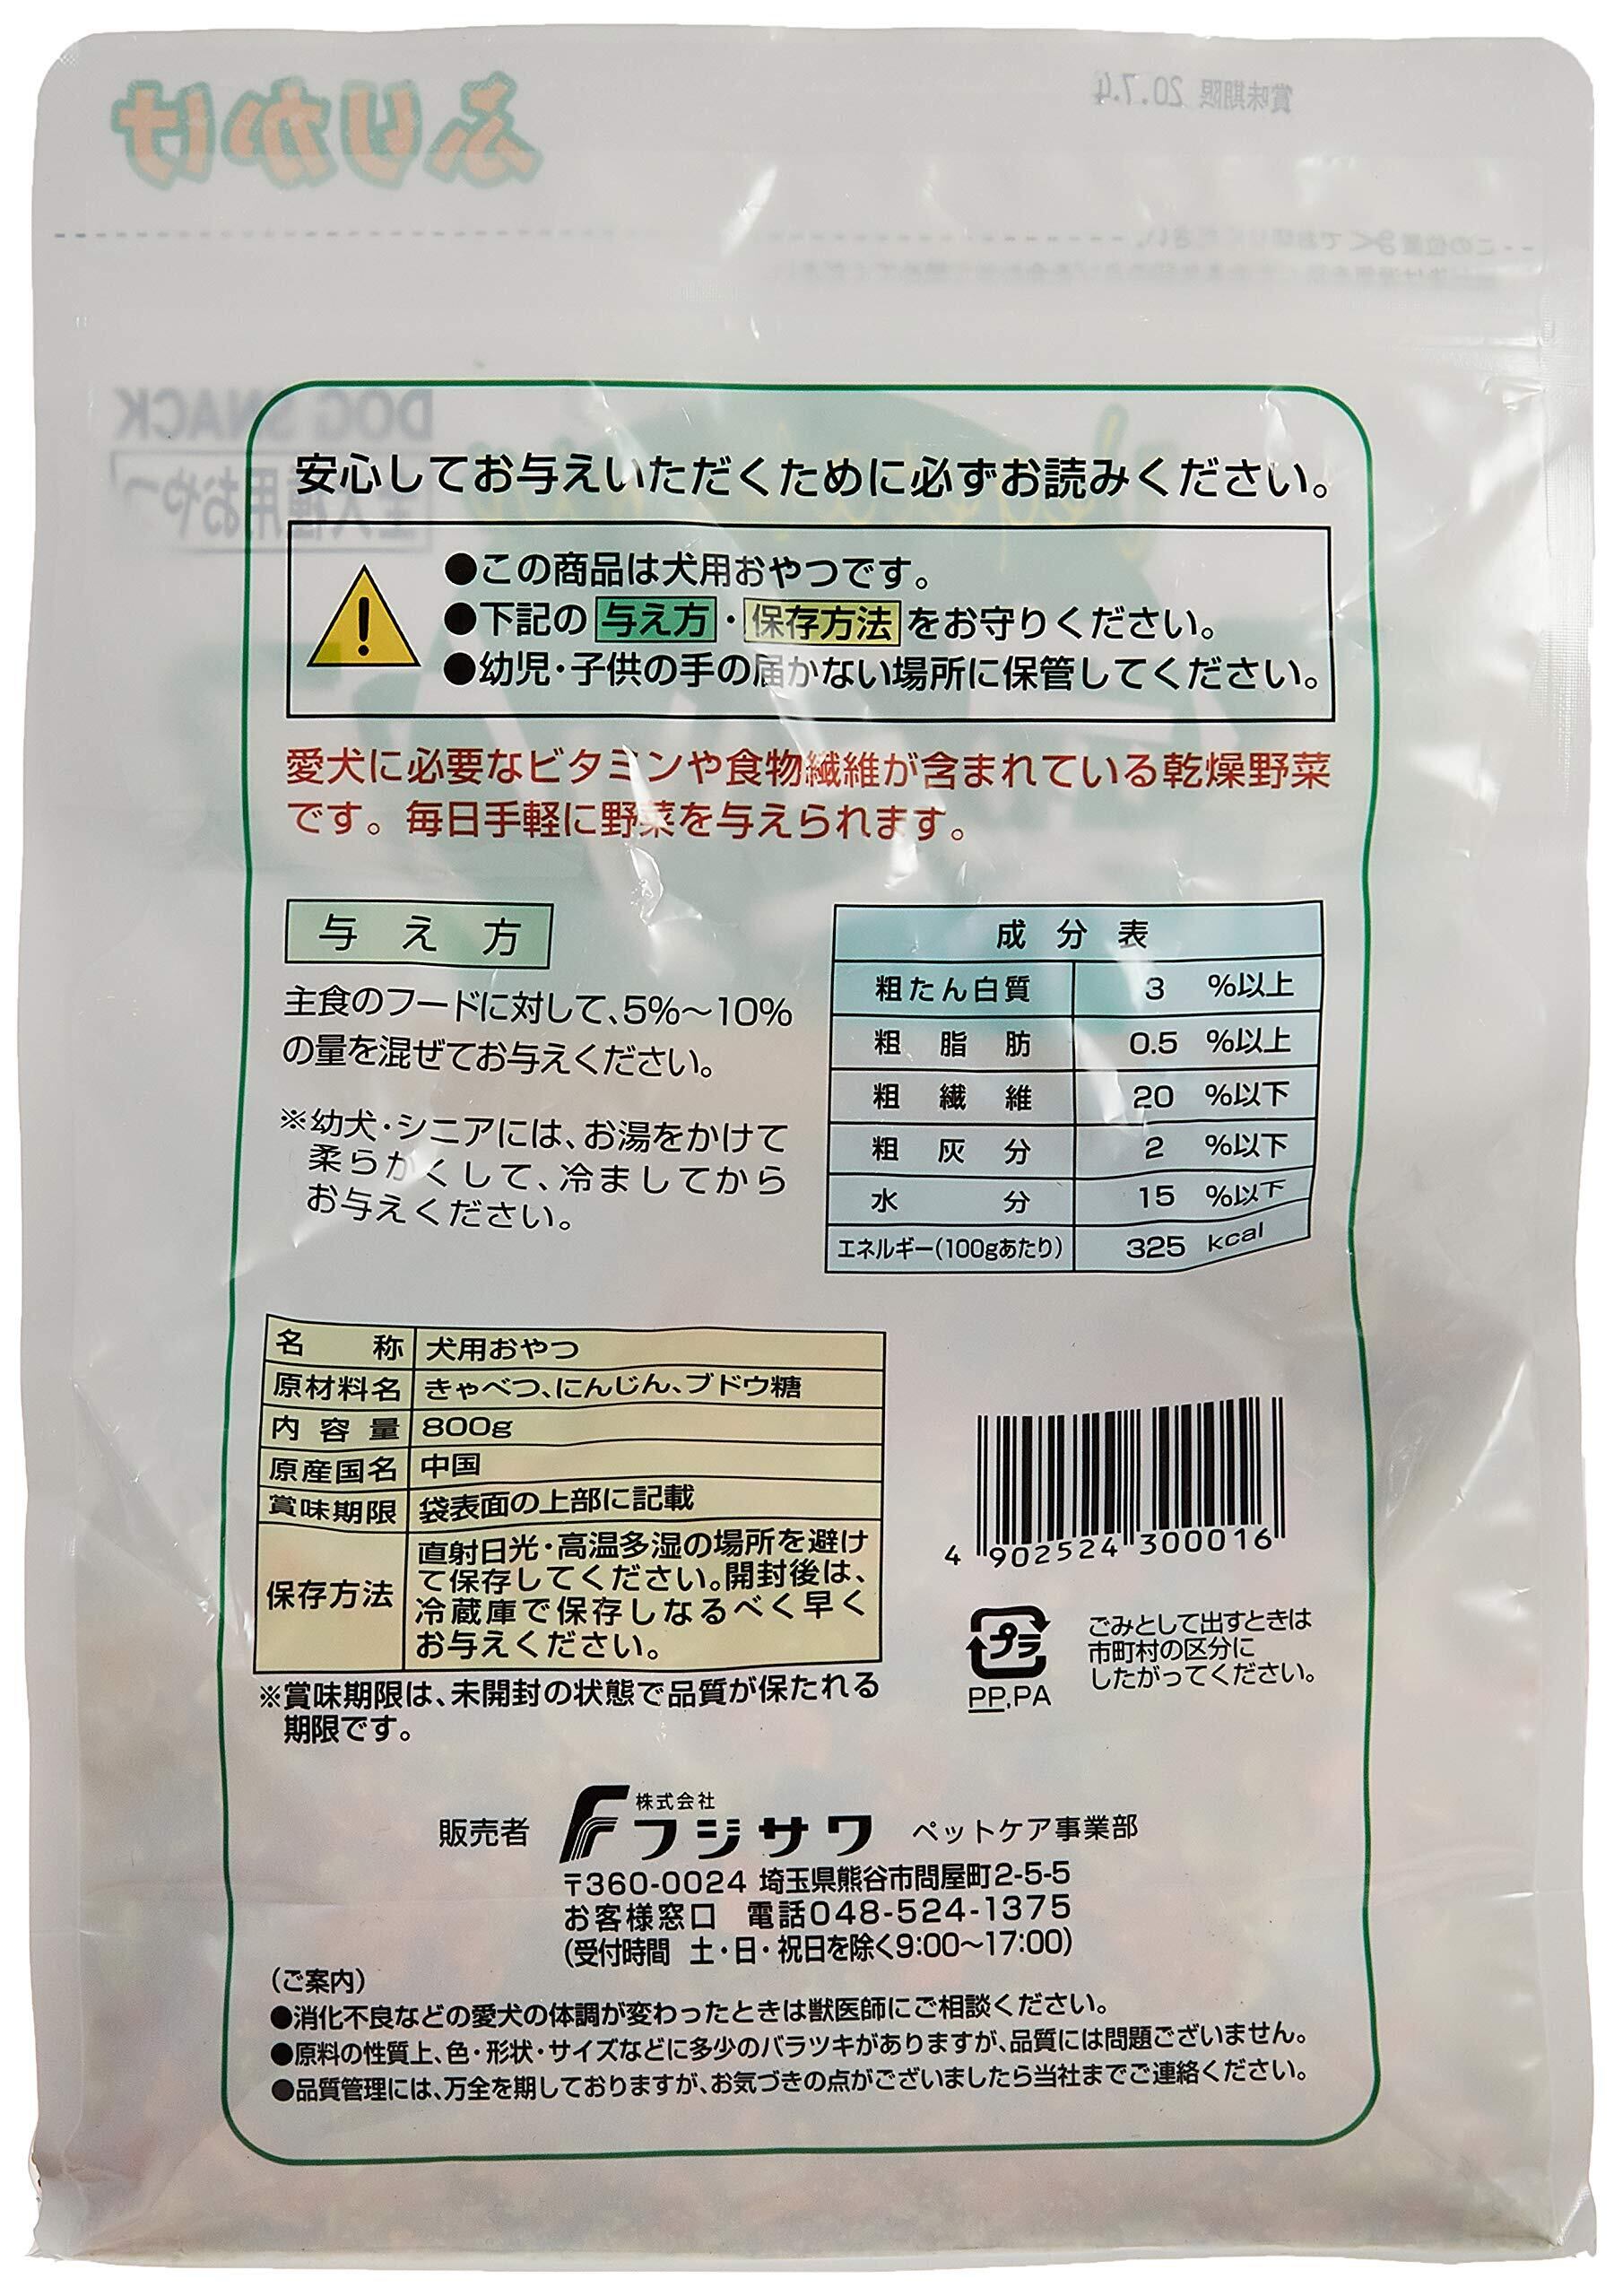 ふりかけ
賞味期限 20.7.4
DOG SNACK
全犬種用おやつ
安心してお与えいただくために必ずお読みください。
●この商品は犬用おやつです。
●下記の 与え方・保存方法 をお守りください。
●幼児・子供の手の届かない場所に保管してください。
愛犬に必要なビタミンや食物繊維が含まれている乾燥野菜
です。毎日手軽に野菜を与えられます。
与え方
主食のフードに対して、5%〜10%
の量を混ぜてお与えください。
※幼犬・シニアには、お湯をかけて
柔らかくして、冷ましてから
お与えください。
成分表
粗たん白質 3 %以上
粗脂肪 0.5 %以上
粗繊維 20 %以下
粗灰分 2 %以下
水分 15 %以下
エネルギー(100gあたり) 325 kcal
名称 犬用おやつ
原材料名 きゃべつ、にんじん、ブドウ糖
内容量 800g
原産国名 中国
賞味期限 袋表面の上部に記載
保存方法 直射日光・高温多湿の場所を避け
て保存してください。開封後は、
冷蔵庫で保存しなるべく早く
お与えください。
※賞味期限は、未開封の状態で品質が保たれる
期限です。
4 902524 300016
プラ
PP,PA
ごみとして出すときは
市町村の区分に
したがってください。
販売者 株式会社 フジサワ ペットケア事業部
〒360-0024 埼玉県熊谷市問屋町2-5-5
お客様窓口 電話048-524-1375
(受付時間 土・日・祝日を除く9:00〜17:00)
(ご案内)
●消化不良などの愛犬の体調が変わったときは獣医師にご相談ください。
●原料の性質上、色・形状・サイズなどに多少のバラツキがありますが、品質には問題ございません。
●品質管理には、万全を期しておりますが、お気づきの点がございましたら当社までご連絡ください。